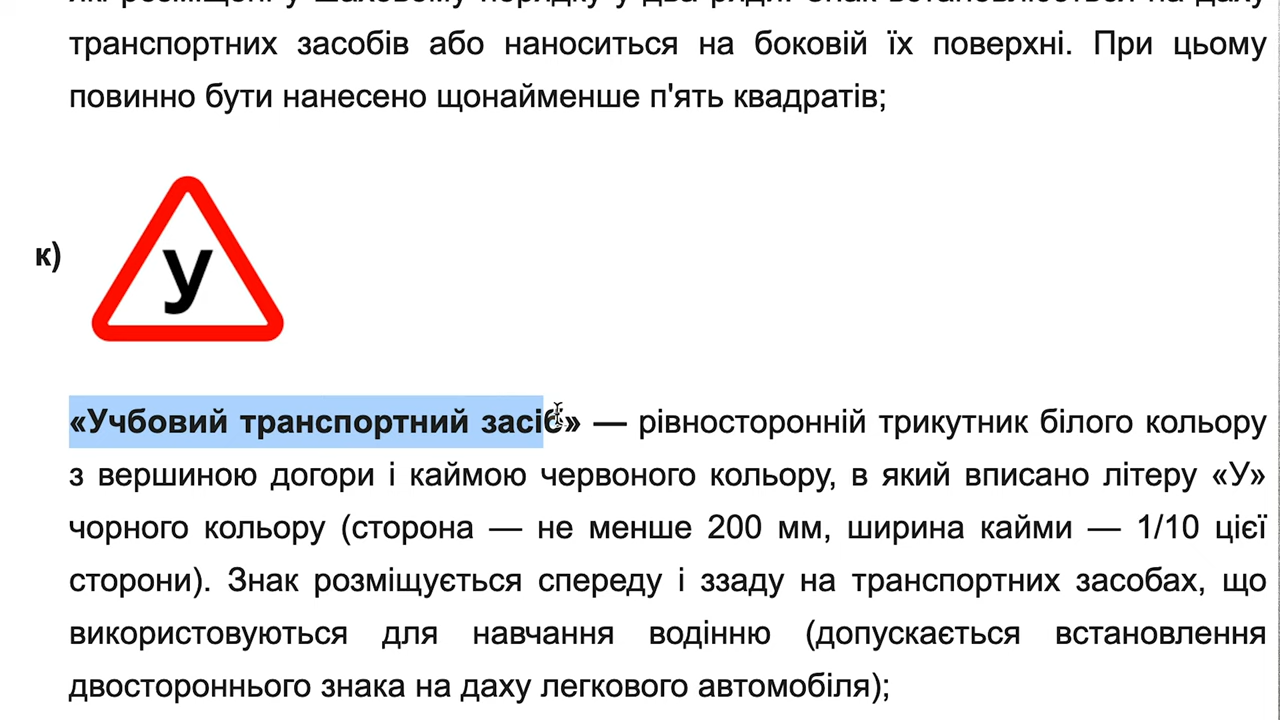 транспортних засобів або наноситься на боковій їх поверхні. При цьому
повинно бути нанесено щонайменше п'ять квадратів;
к)
У
«Учбовий транспортний засіб» — рівносторонній трикутник білого кольору
з вершиною догори і каймою червоного кольору, в який вписано літеру «У»
чорного кольору (сторона — не менше 200 мм, ширина кайми — 1/10 цієї
сторони). Знак розміщується спереду і ззаду на транспортних засобах, що
використовуються для навчання водінню (допускається встановлення
двостороннього знака на даху легкового автомобіля);